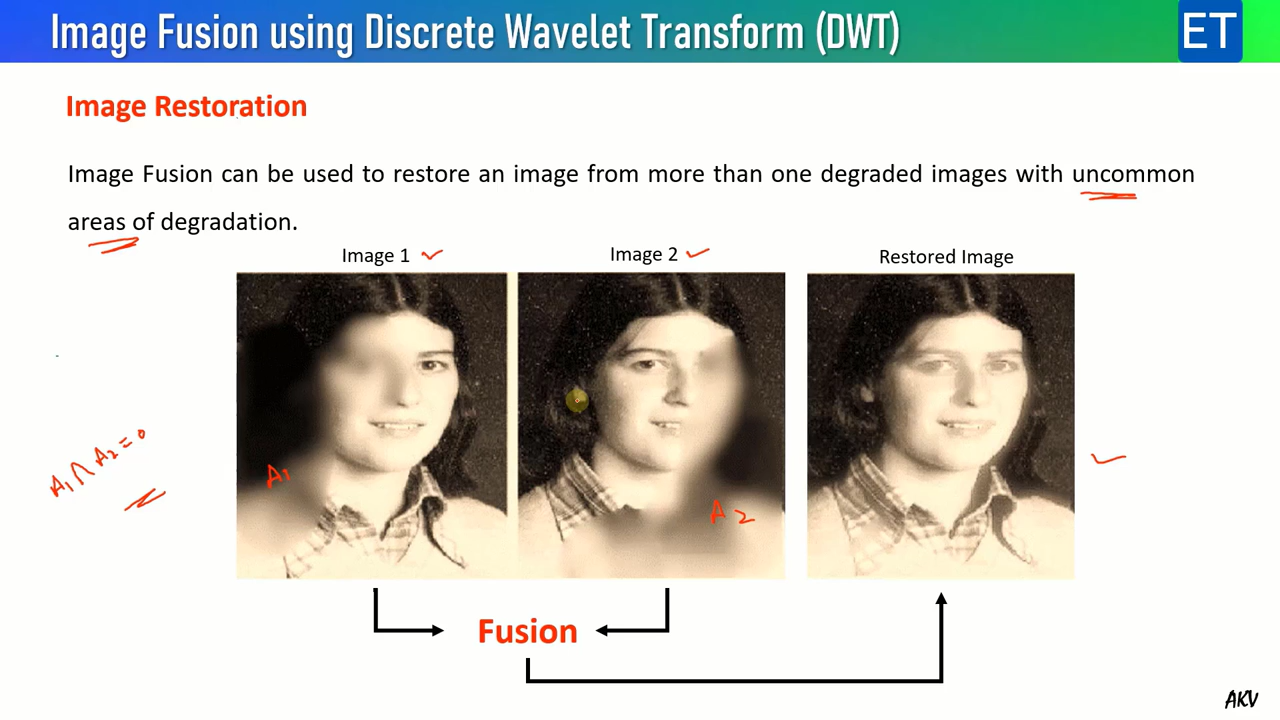 Image Fusion using Discrete Wavelet Transform (DWT)
ET
Image Restoration
Image Fusion can be used to restore an image from more than one degraded images with uncommon
areas of degradation.
Image 1
Image 2
Restored Image
A₁ ∩ A₂ = 0
A₁
A₂
Fusion
AKV